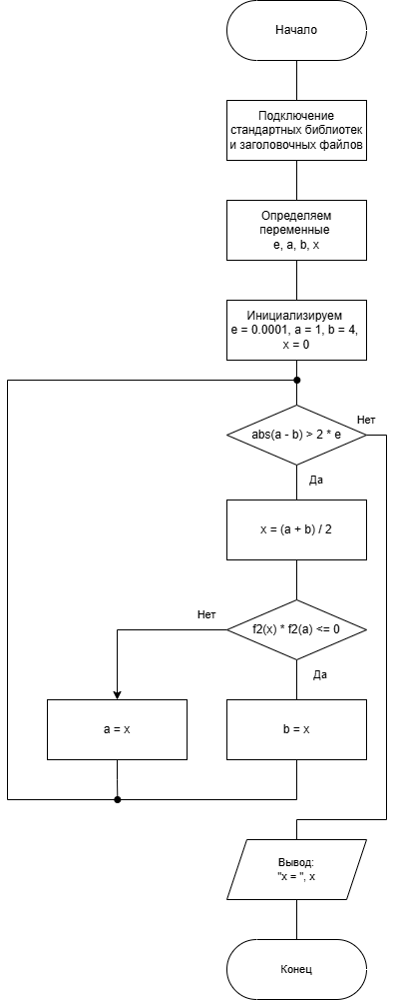 Начало
Подключение
стандартных библиотек
и заголовочных файлов
Определяем
переменные
e, a, b, x
Инициализируем
e = 0.0001, a = 1, b = 4,
x = 0
abs(a - b) > 2 * e
Нет
Да
x = (a + b) / 2
f2(x) * f2(a) <= 0
Нет
Да
a = x
b = x
Вывод:
"x = ", x
Конец